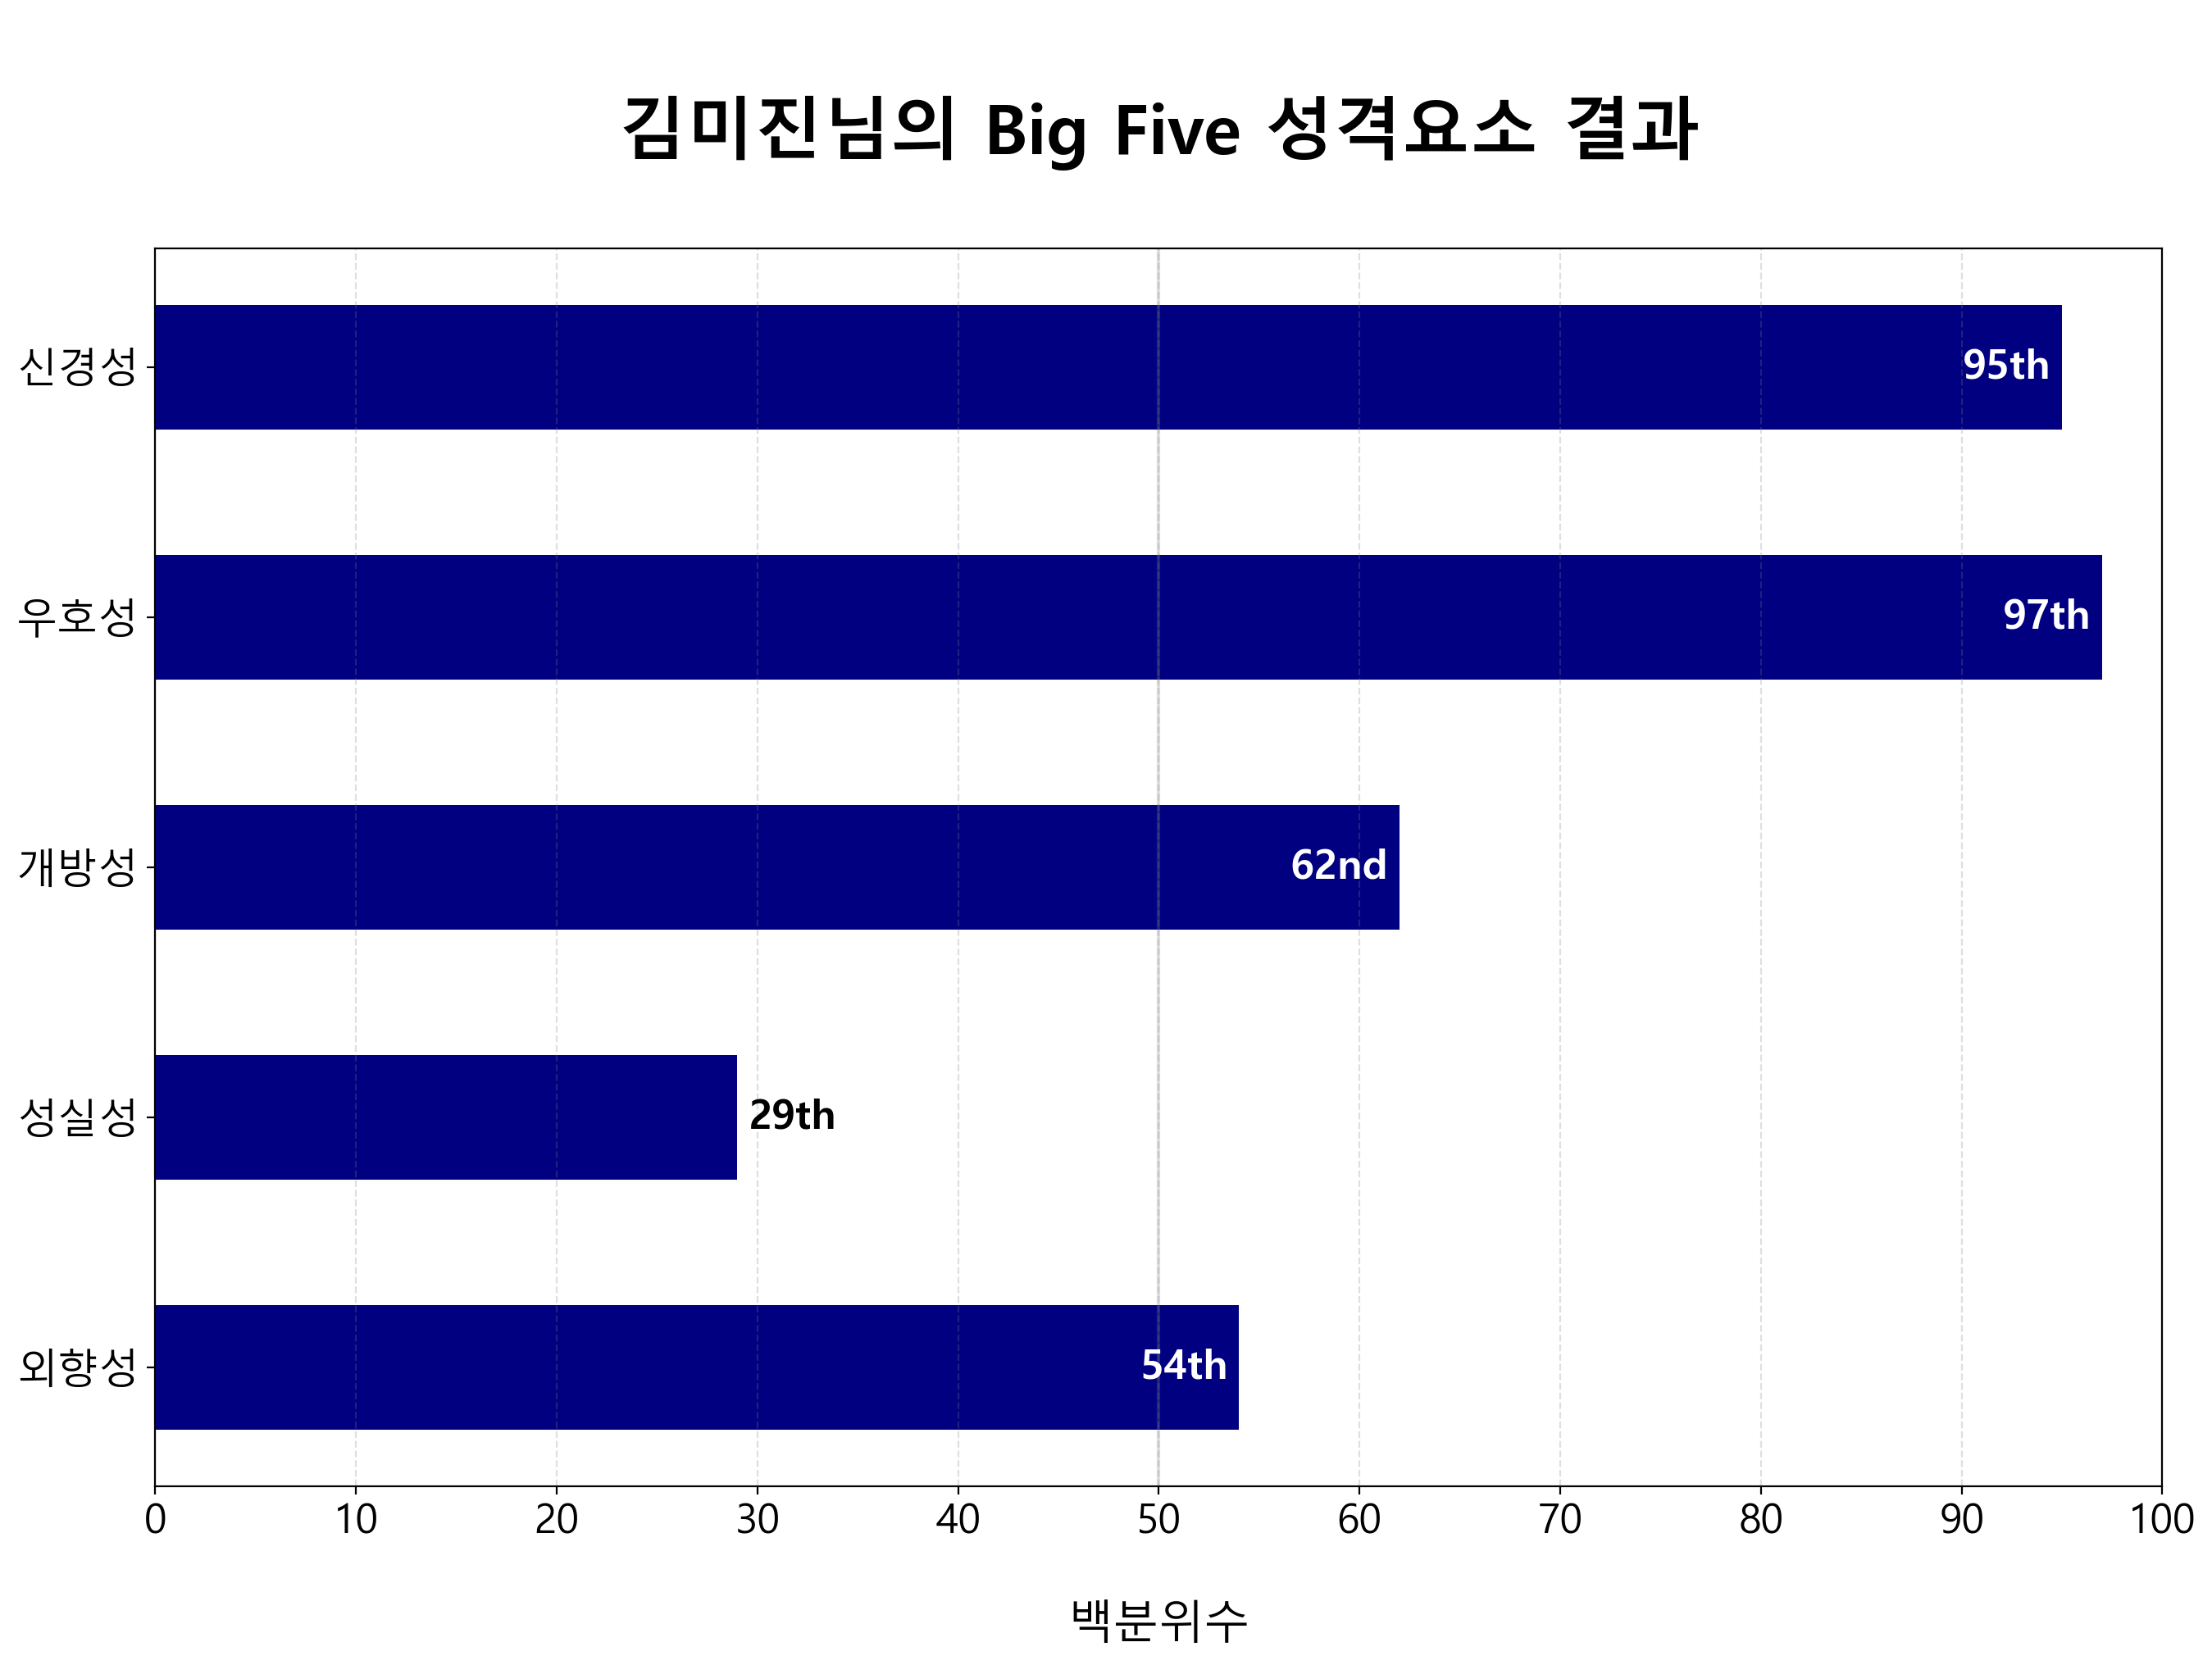 김미진님의 Big Five 성격요소 결과
신경성 95th
우호성 97th
개방성 62nd
성실성 29th
외향성 54th
0 10 20 30 40 50 60 70 80 90 100
백분위수